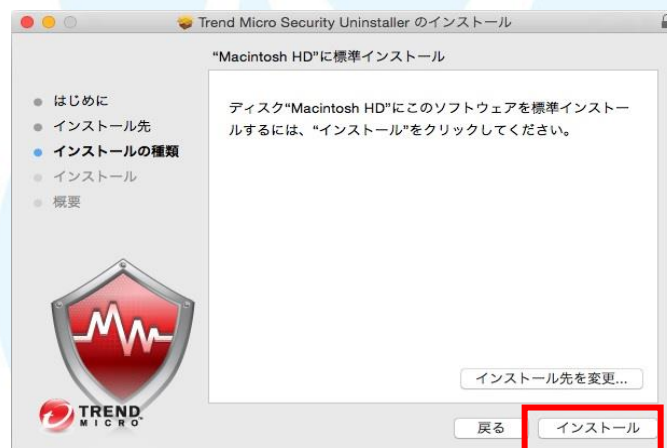 Trend Micro Security Uninstaller のインストール
“Macintosh HD”に標準インストール
はじめに
インストール先
インストールの種類
インストール
概要
ディスク“Macintosh HD”にこのソフトウェアを標準インストー
ルするには、“インストール”をクリックしてください。
インストール先を変更...
TREND
MICRO
戻る
インストール